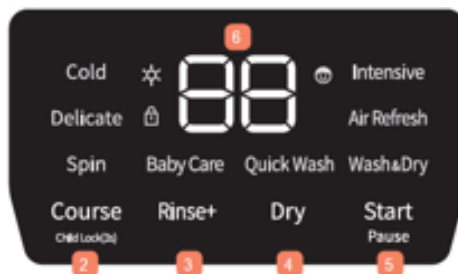 6
Cold 88 Intensive
Delicate Air Refresh
Spin Baby Care Quick Wash Wash&Dry
Course Rinse+ Dry Start
Child Lock(3s) Pause
2 3 4 5